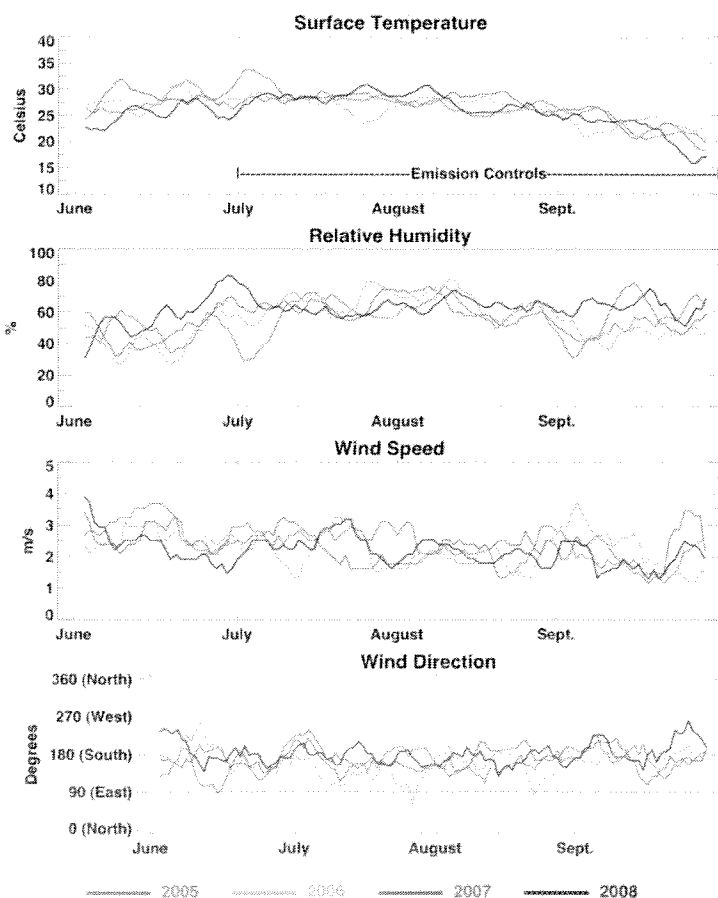 Surface Temperature
40
35
30
25
20
15
10
Celsius
Emission Controls
June July August Sept.
Relative Humidity
100
80
60
40
20
0
%
June July August Sept.
Wind Speed
5
4
3
2
1
0
m/s
June July August Sept.
Wind Direction
360 (North)
270 (West)
180 (South)
90 (East)
0 (North)
Degrees
June July August Sept.
2005 2006 2007 2008